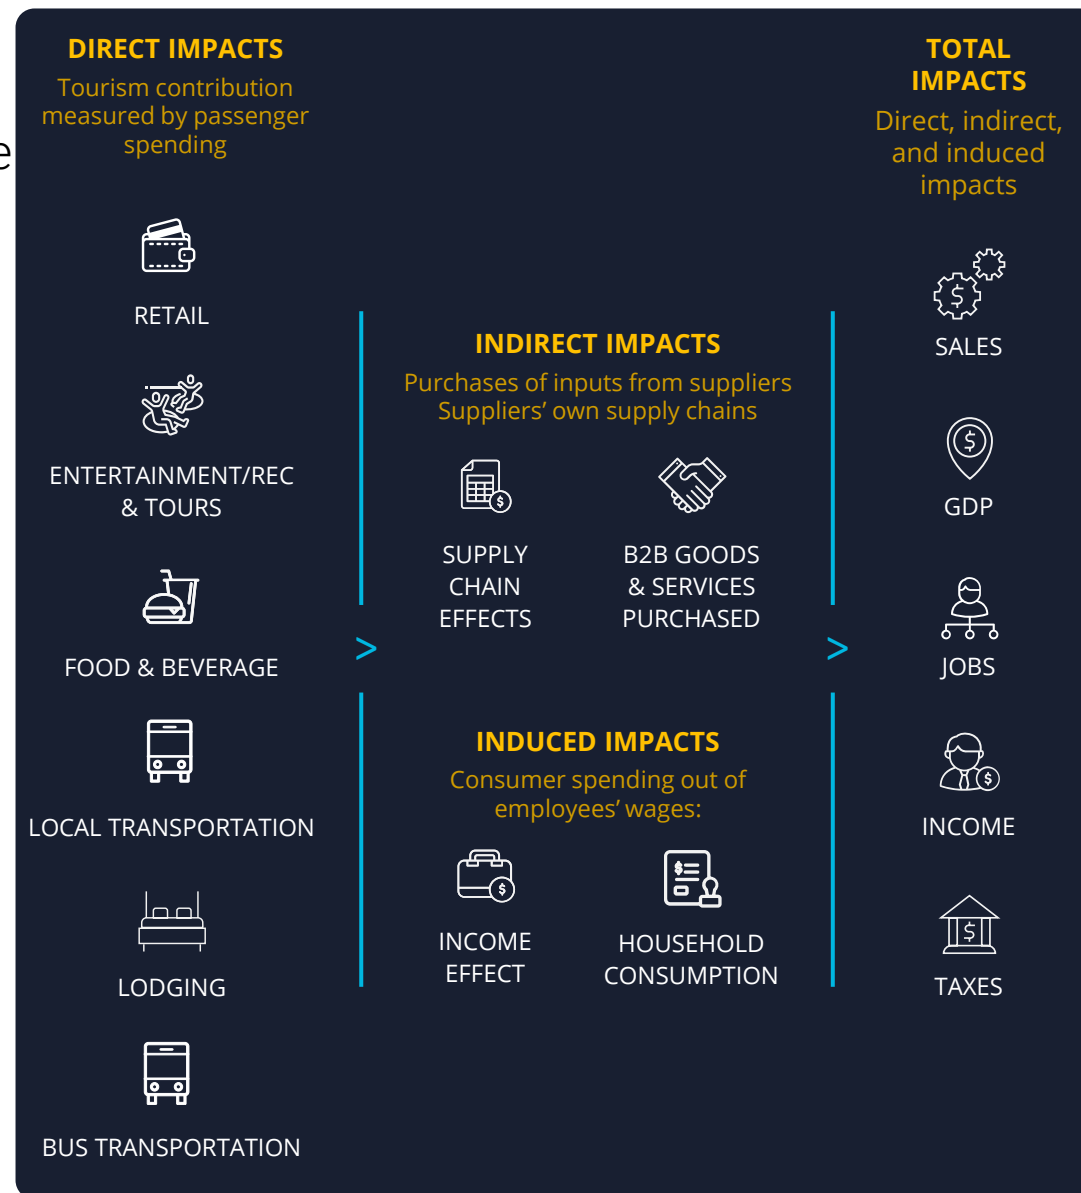 DIRECT IMPACTS
Tourism contribution
measured by passenger
spending
e
RETAIL
ENTERTAINMENT/REC
& TOURS
FOOD & BEVERAGE
LOCAL TRANSPORTATION
LODGING
BUS TRANSPORTATION
>
INDIRECT IMPACTS
Purchases of inputs from suppliers
Suppliers’ own supply chains
SUPPLY
CHAIN
EFFECTS
B2B GOODS
& SERVICES
PURCHASED
INDUCED IMPACTS
Consumer spending out of
employees’ wages:
INCOME
EFFECT
HOUSEHOLD
CONSUMPTION
>
TOTAL
IMPACTS
Direct, indirect,
and induced
impacts
SALES
GDP
JOBS
INCOME
TAXES